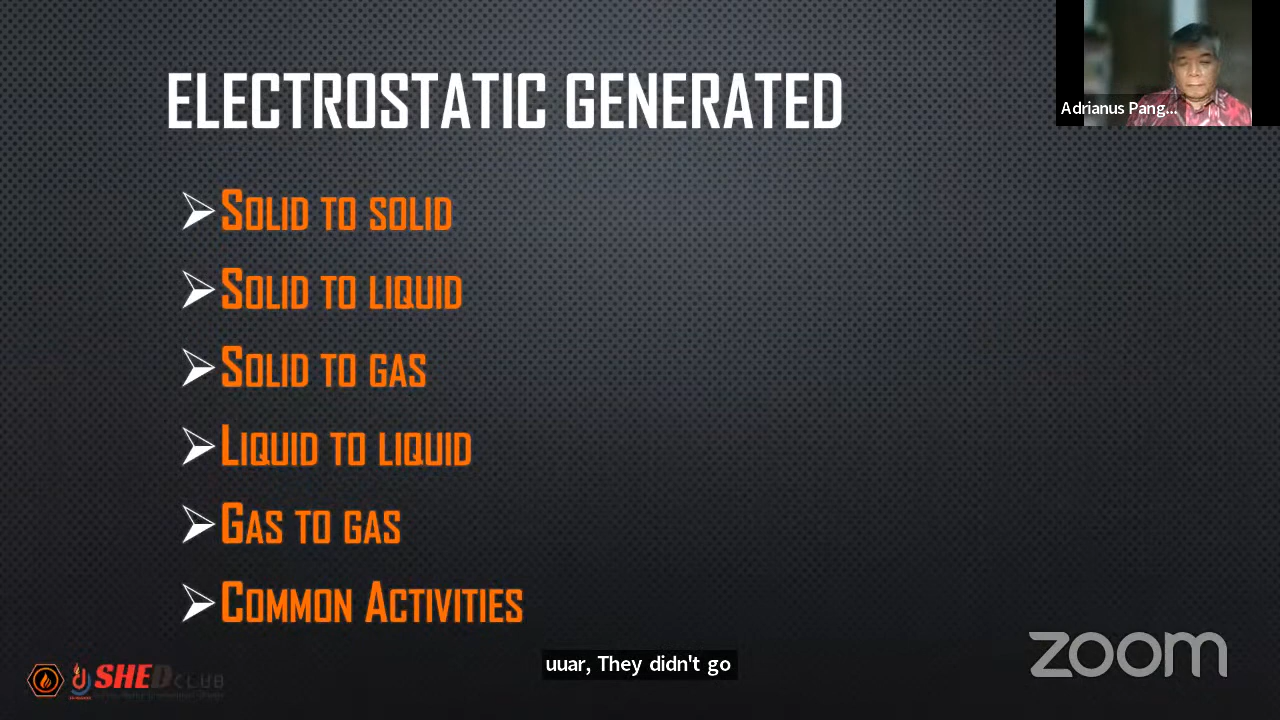 ELECTROSTATIC GENERATED
Adrianus Pang...
➢SOLID TO SOLID
➢SOLID TO LIQUID
➢SOLID TO GAS
➢LIQUID TO LIQUID
➢GAS TO GAS
➢COMMON ACTIVITIES
uuar, They didn't go
SHED CLUB
zoom